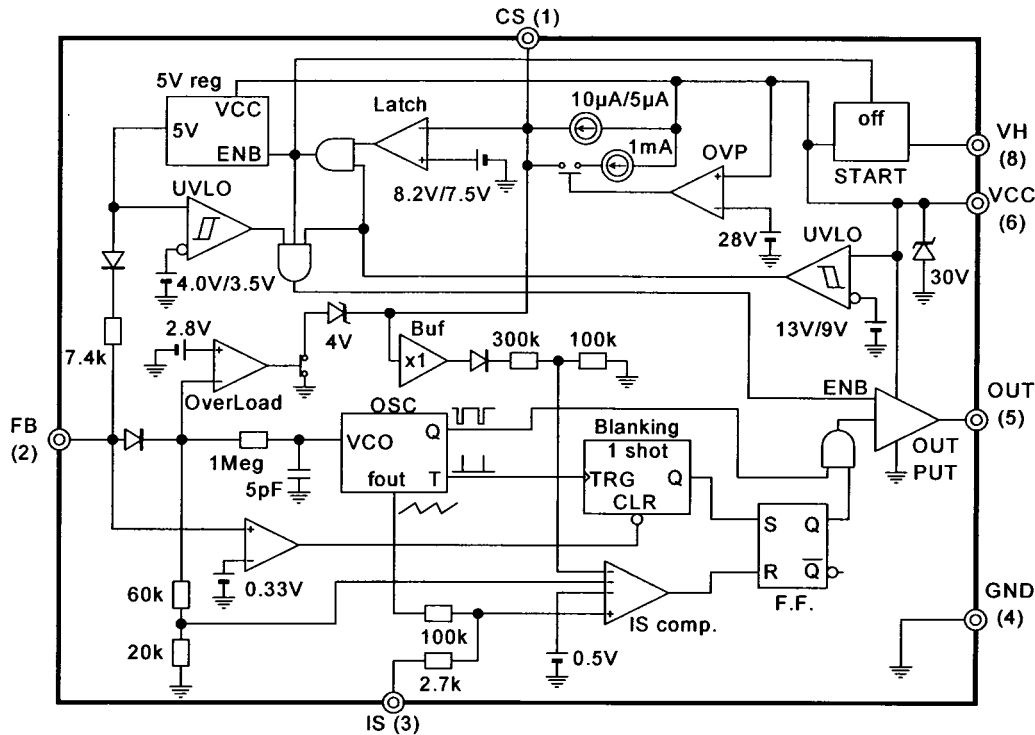 CS (1)
5V reg
VCC
5V
ENB
Latch
8.2V/7.5V
10µA/5µA
1mA
OVP
28V
off
START
VH
(8)
VCC
(6)
UVLO
4.0V/3.5V
UVLO
13V/9V
30V
7.4k
2.8V
OverLoad
4V
Buf
x1
300k
100k
ENB
OUT
(5)
OUT
PUT
FB
(2)
1Meg
5pF
OSC
VCO
Q
fout
T
Blanking
1 shot
TRG
Q
CLR
S
Q
R
Q
F.F.
0.33V
60k
20k
100k
2.7k
0.5V
IS comp.
GND
(4)
IS (3)